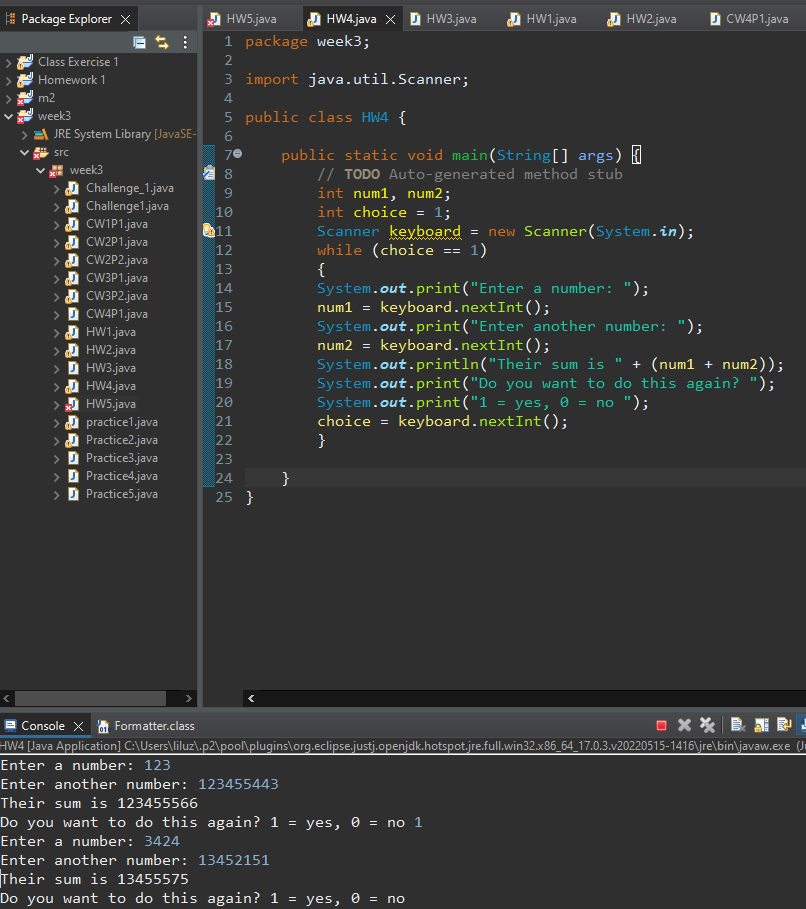 Package Explorer
HW5.java HW4.java HW3.java HW1.java HW2.java CW4P1.java
Class Exercise 1
Homework 1
m2
week3
JRE System Library [JavaSE-
src
week3
Challenge_1.java
Challenge1.java
CW1P1.java
CW2P1.java
CW2P2.java
CW3P1.java
CW3P2.java
CW4P1.java
HW1.java
HW2.java
HW3.java
HW4.java
HW5.java
practice1.java
Practice2.java
Practice3.java
Practice4.java
Practice5.java
1 package week3;
2
3 import java.util.Scanner;
4
5 public class HW4 {
6
7 public static void main(String[] args) {
8 // TODO Auto-generated method stub
9 int num1, num2;
10 int choice = 1;
11 Scanner keyboard = new Scanner(System.in);
12 while (choice == 1)
13 {
14 System.out.print("Enter a number: ");
15 num1 = keyboard.nextInt();
16 System.out.print("Enter another number: ");
17 num2 = keyboard.nextInt();
18 System.out.println("Their sum is " + (num1 + num2));
19 System.out.print("Do you want to do this again? ");
20 System.out.print("1 = yes, 0 = no ");
21 choice = keyboard.nextInt();
22 }
23
24 }
25 }
Console Formatter.class
HW4 [Java Application] C:\Users\liluz\.p2\pool\plugins\org.eclipse.justj.openjdk.hotspot.jre.full.win32.x86_64_17.0.3.v20220515-1416\jre\bin\javaw.exe (Ju
Enter a number: 123
Enter another number: 123455443
Their sum is 123455566
Do you want to do this again? 1 = yes, 0 = no 1
Enter a number: 3424
Enter another number: 13452151
Their sum is 13455575
Do you want to do this again? 1 = yes, 0 = no